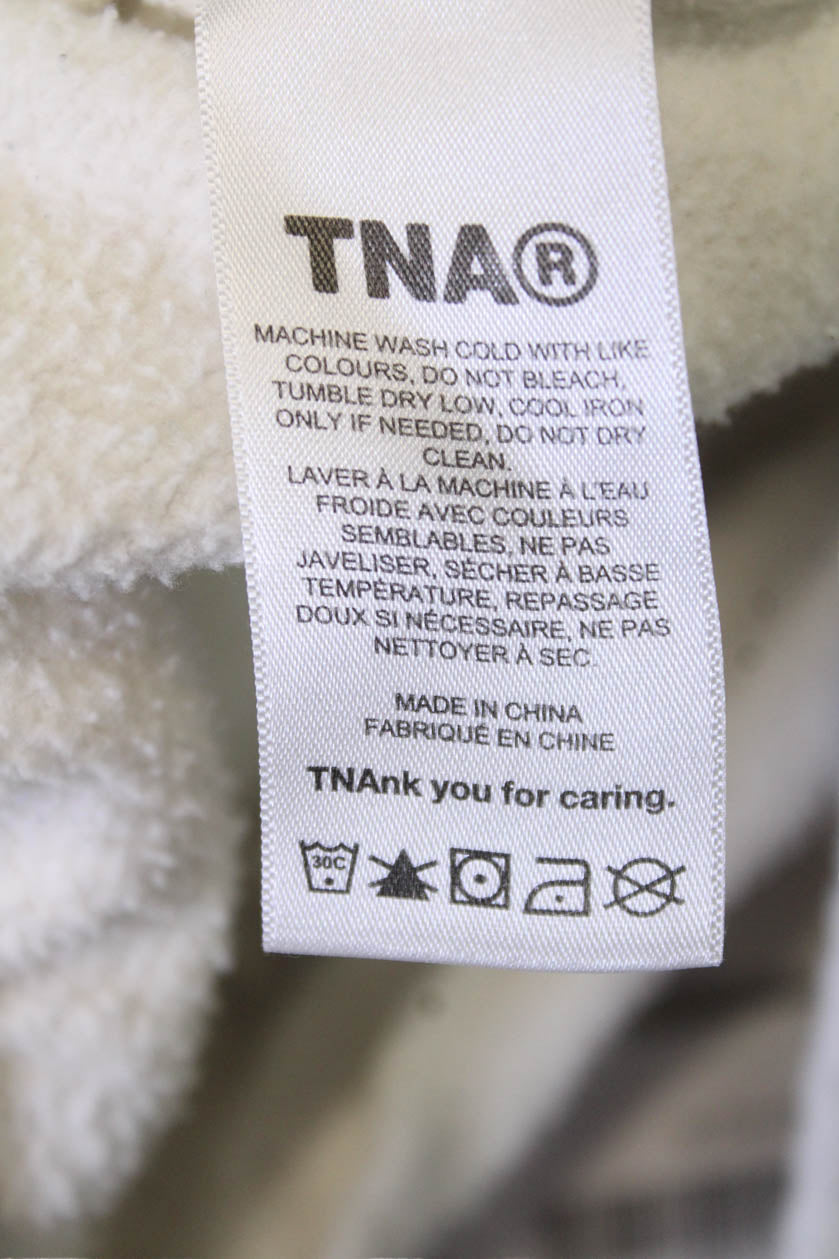 TNA®
MACHINE WASH COLD WITH LIKE
COLOURS, DO NOT BLEACH,
TUMBLE DRY LOW, COOL IRON
ONLY IF NEEDED, DO NOT DRY
CLEAN.
LAVER À LA MACHINE À L'EAU
FROIDE AVEC COULEURS
SEMBLABLES, NE PAS
JAVELISER, SÉCHER À BASSE
TEMPÉRATURE, REPASSAGE
DOUX SI NÉCESSAIRE, NE PAS
NETTOYER À SEC.
MADE IN CHINA
FABRIQUÉ EN CHINE
TNAnk you for caring.
30C